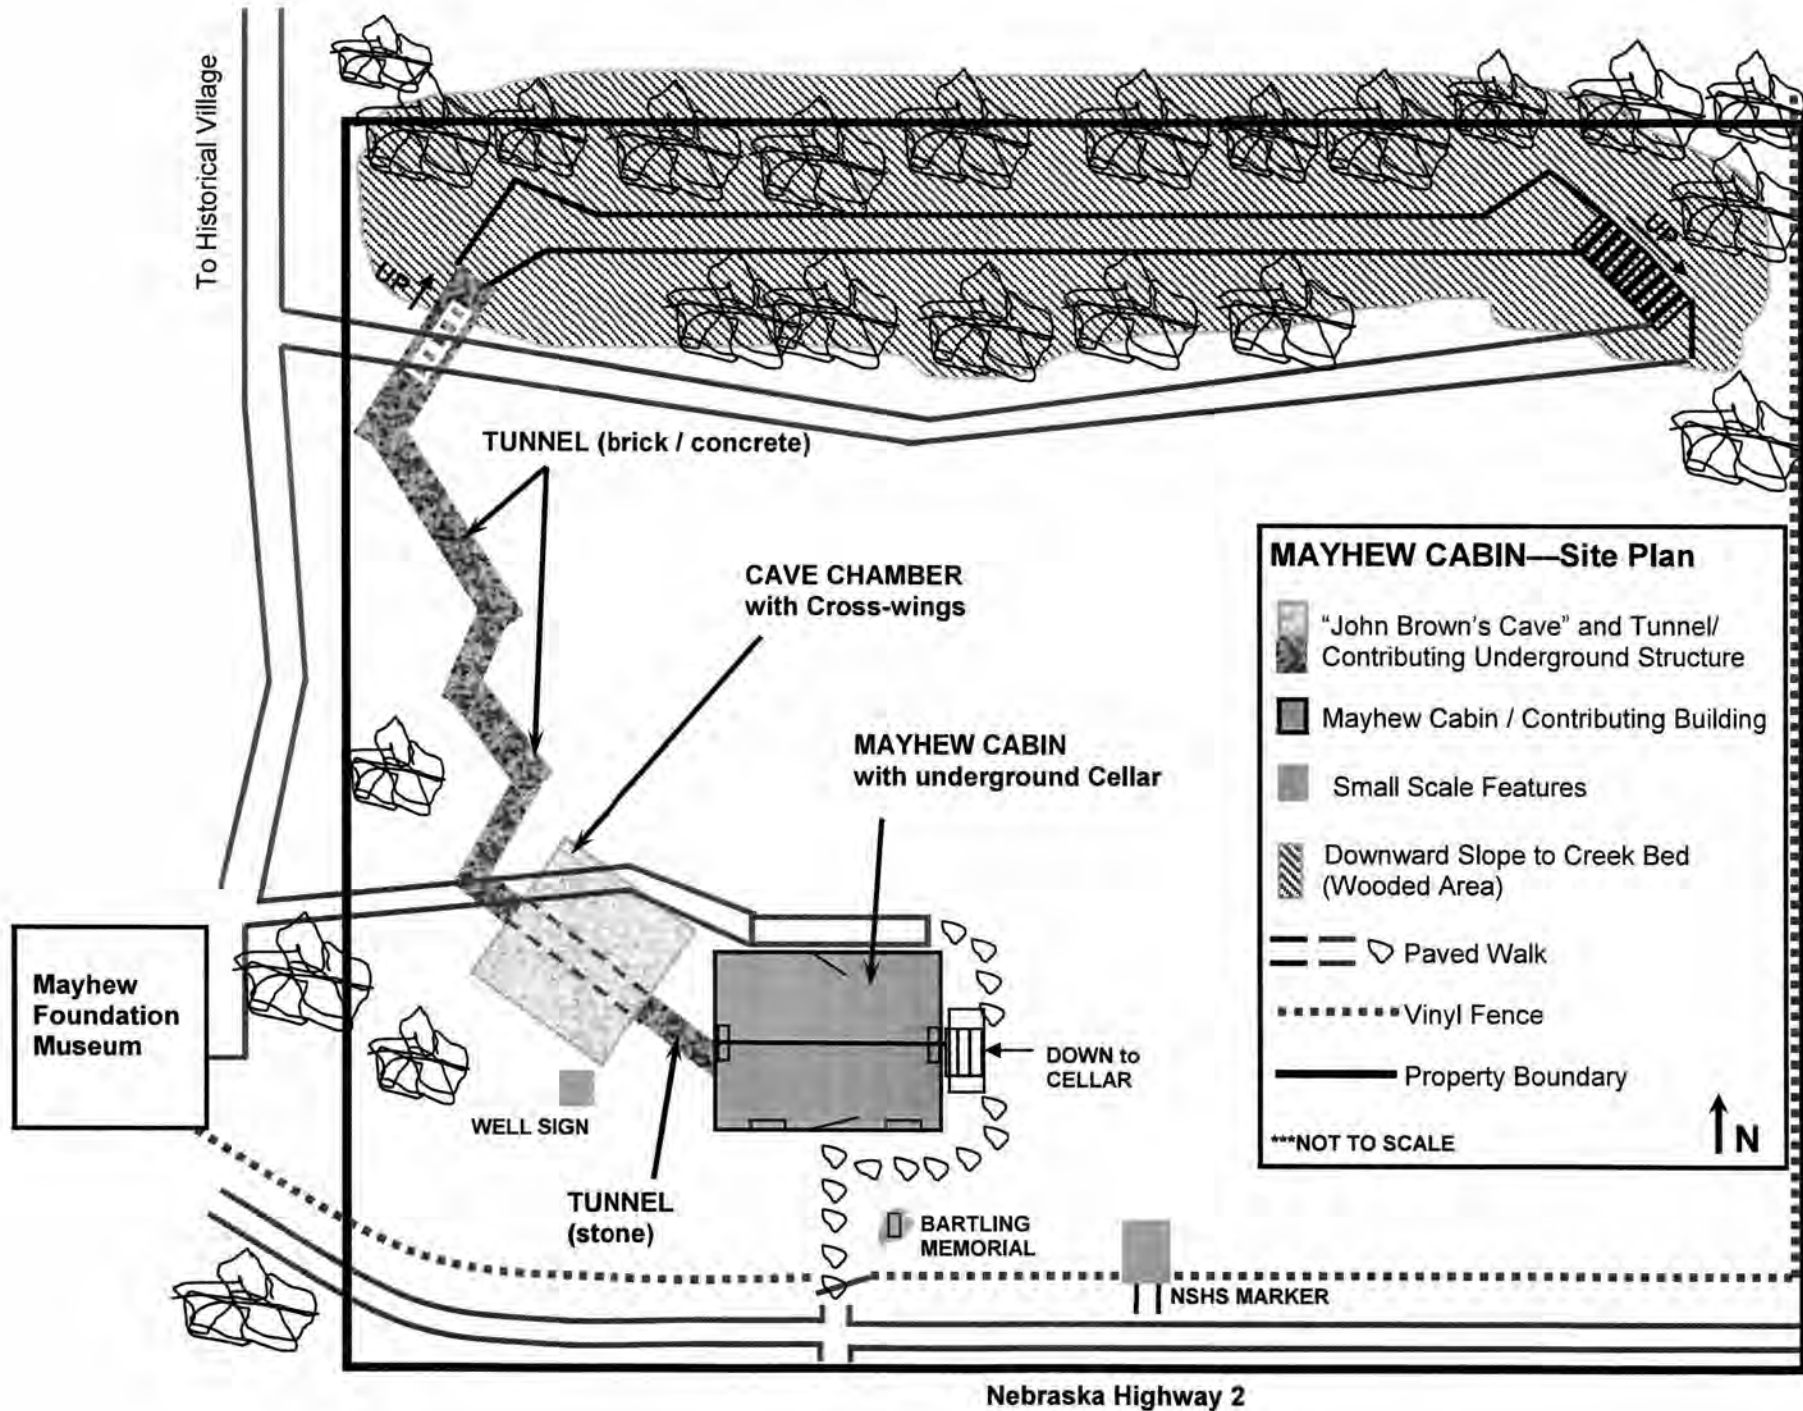 To Historical Village
UP
UP
TUNNEL (brick / concrete)
CAVE CHAMBER
with Cross-wings
MAYHEW CABIN
with underground Cellar
MAYHEW CABIN—Site Plan
"John Brown's Cave" and Tunnel/
Contributing Underground Structure
Mayhew Cabin / Contributing Building
Small Scale Features
Downward Slope to Creek Bed
(Wooded Area)
Paved Walk
Vinyl Fence
Property Boundary
***NOT TO SCALE
N
Mayhew
Foundation
Museum
DOWN to
CELLAR
WELL SIGN
TUNNEL
(stone)
BARTLING
MEMORIAL
NSHS MARKER
Nebraska Highway 2